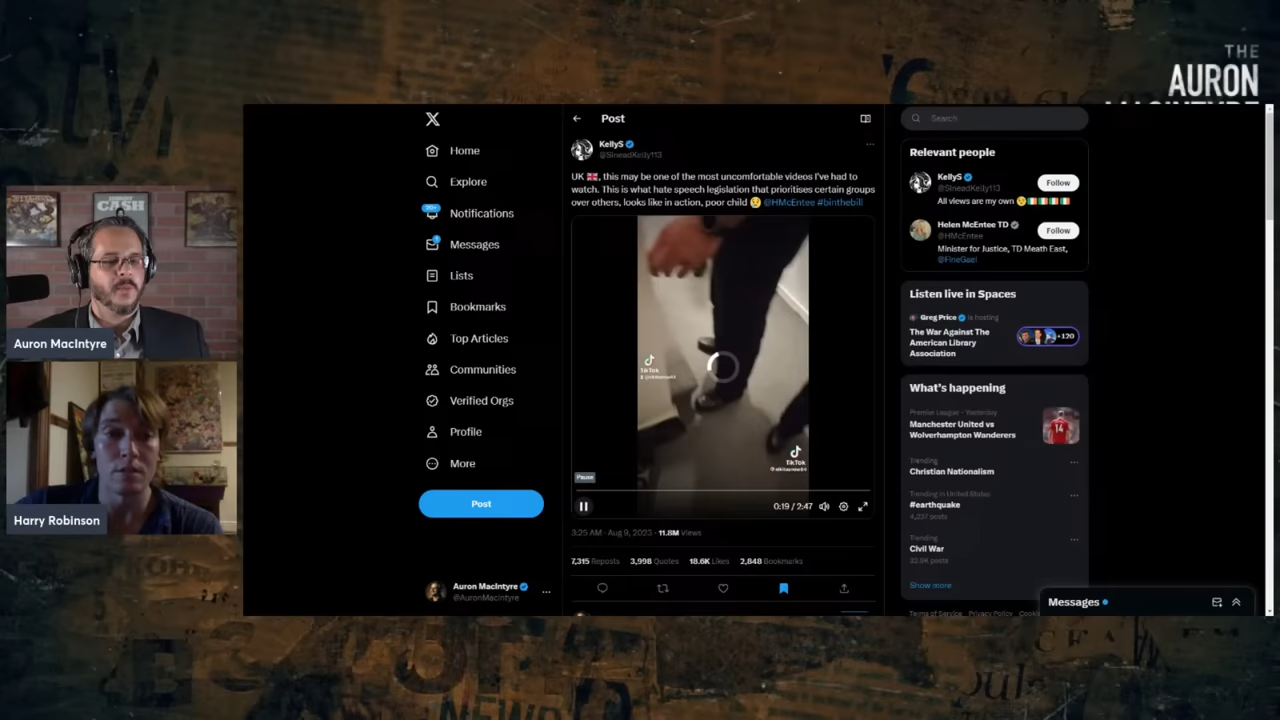 THE
AURON
MACINTYRE
CASH
Auron MacIntyre
Harry Robinson
Home
Explore
20+
Notifications
Messages
Lists
Bookmarks
Top Articles
Communities
Verified Orgs
Profile
More
Post
Auron MacIntyre
@AuronMacintyre
Post
KellyS
@SineadKelly113
UK 🇬🇧, this may be one of the most uncomfortable videos I've had to
watch. This is what hate speech legislation that prioritises certain groups
over others, looks like in action, poor child 😢 @HMcEntee #binthebill
TikTok
TikTok
Pause
0:19 / 2:47
3:25 AM · Aug 9, 2023 · 11.8M Views
7,315 Reposts 3,998 Quotes 18.6K Likes 2,848 Bookmarks
Search
Relevant people
KellyS
@SineadKelly113
Follow
All views are my own
Helen McEntee TD
@HMcEntee
Follow
Minister for Justice, TD Meath East,
@FineGael
Listen live in Spaces
Greg Price is hosting
The War Against The
American Library
Association
+120
What's happening
Premier League · Yesterday
Manchester United vs
Wolverhampton Wanderers
14
Trending
Christian Nationalism
Trending in United States
#earthquake
4,237 posts
Trending
Civil War
32.9K posts
Show more
Terms of Service Privacy Policy
Messages